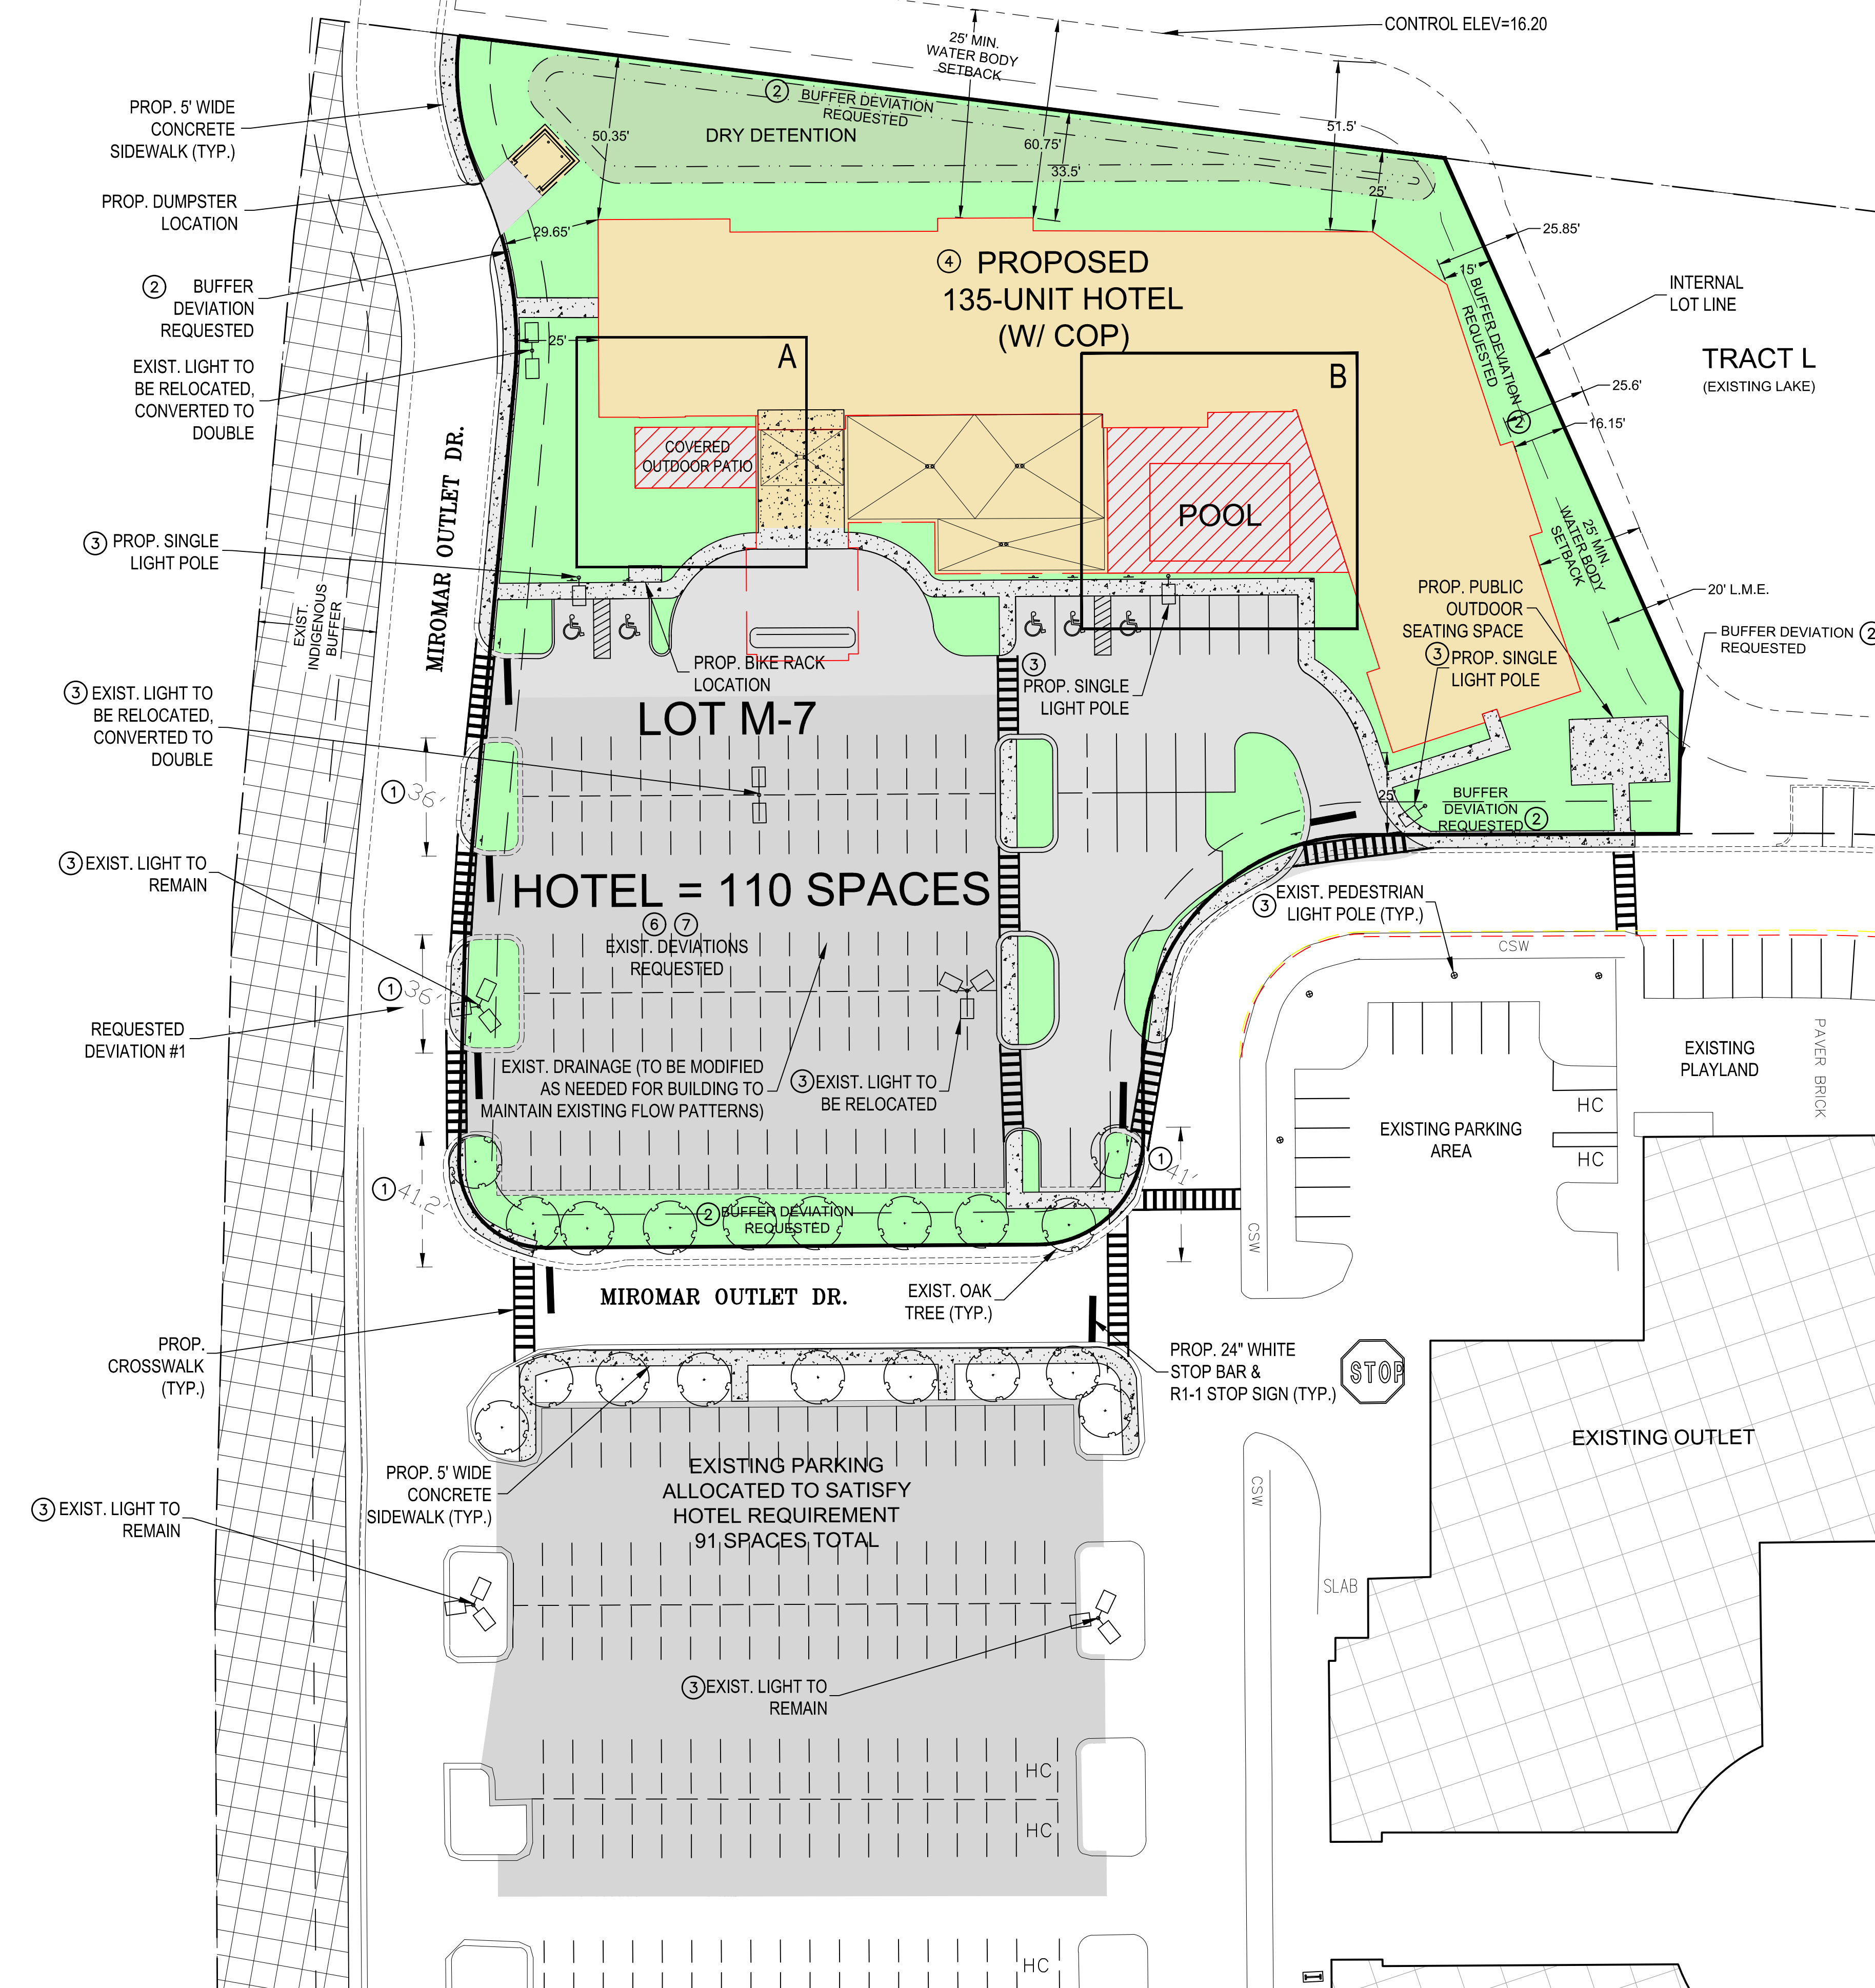 CONTROL ELEV=16.20
25' MIN.
WATER BODY
SETBACK
PROP. 5' WIDE
CONCRETE
SIDEWALK (TYP.)
2 BUFFER DEVIATION
REQUESTED
DRY DETENTION
50.35'
60.75'
33.5'
51.5'
25'
PROP. DUMPSTER
LOCATION
29.65'
25.85'
15'
2 BUFFER
DEVIATION
REQUESTED
4 PROPOSED
135-UNIT HOTEL
(W/ COP)
BUFFER DEVIATION
REQUESTED
2
INTERNAL
LOT LINE
TRACT L
(EXISTING LAKE)
EXIST. LIGHT TO
BE RELOCATED,
CONVERTED TO
DOUBLE
25'
A
B
25.6'
16.15'
MIROMAR OUTLET DR.
COVERED
OUTDOOR PATIO
POOL
25' MIN.
WATER BODY
SETBACK
3 PROP. SINGLE
LIGHT POLE
EXIST.
INDIGENOUS
BUFFER
PROP. PUBLIC
OUTDOOR
SEATING SPACE
20' L.M.E.
BUFFER DEVIATION 2
REQUESTED
3 PROP. SINGLE
LIGHT POLE
PROP. BIKE RACK
LOCATION
3
PROP. SINGLE
LIGHT POLE
3 EXIST. LIGHT TO
BE RELOCATED,
CONVERTED TO
DOUBLE
LOT M-7
1 36'
25'
BUFFER
DEVIATION
REQUESTED 2
3 EXIST. LIGHT TO
REMAIN
HOTEL = 110 SPACES
6 7
EXIST. DEVIATIONS
REQUESTED
3 EXIST. PEDESTRIAN
LIGHT POLE (TYP.)
CSW
1 36'
REQUESTED
DEVIATION #1
EXIST. DRAINAGE (TO BE MODIFIED
AS NEEDED FOR BUILDING TO
MAINTAIN EXISTING FLOW PATTERNS)
3 EXIST. LIGHT TO
BE RELOCATED
EXISTING
PLAYLAND
PAVER BRICK
HC
EXISTING PARKING
AREA
HC
1 41.2'
1 41'
2 BUFFER DEVIATION
REQUESTED
CSW
MIROMAR OUTLET DR.
EXIST. OAK
TREE (TYP.)
PROP.
CROSSWALK
(TYP.)
PROP. 24" WHITE
STOP BAR &
R1-1 STOP SIGN (TYP.)
STOP
EXISTING OUTLET
PROP. 5' WIDE
CONCRETE
SIDEWALK (TYP.)
EXISTING PARKING
ALLOCATED TO SATISFY
HOTEL REQUIREMENT
91 SPACES TOTAL
CSW
3 EXIST. LIGHT TO
REMAIN
SLAB
3 EXIST. LIGHT TO
REMAIN
HC
HC
HC